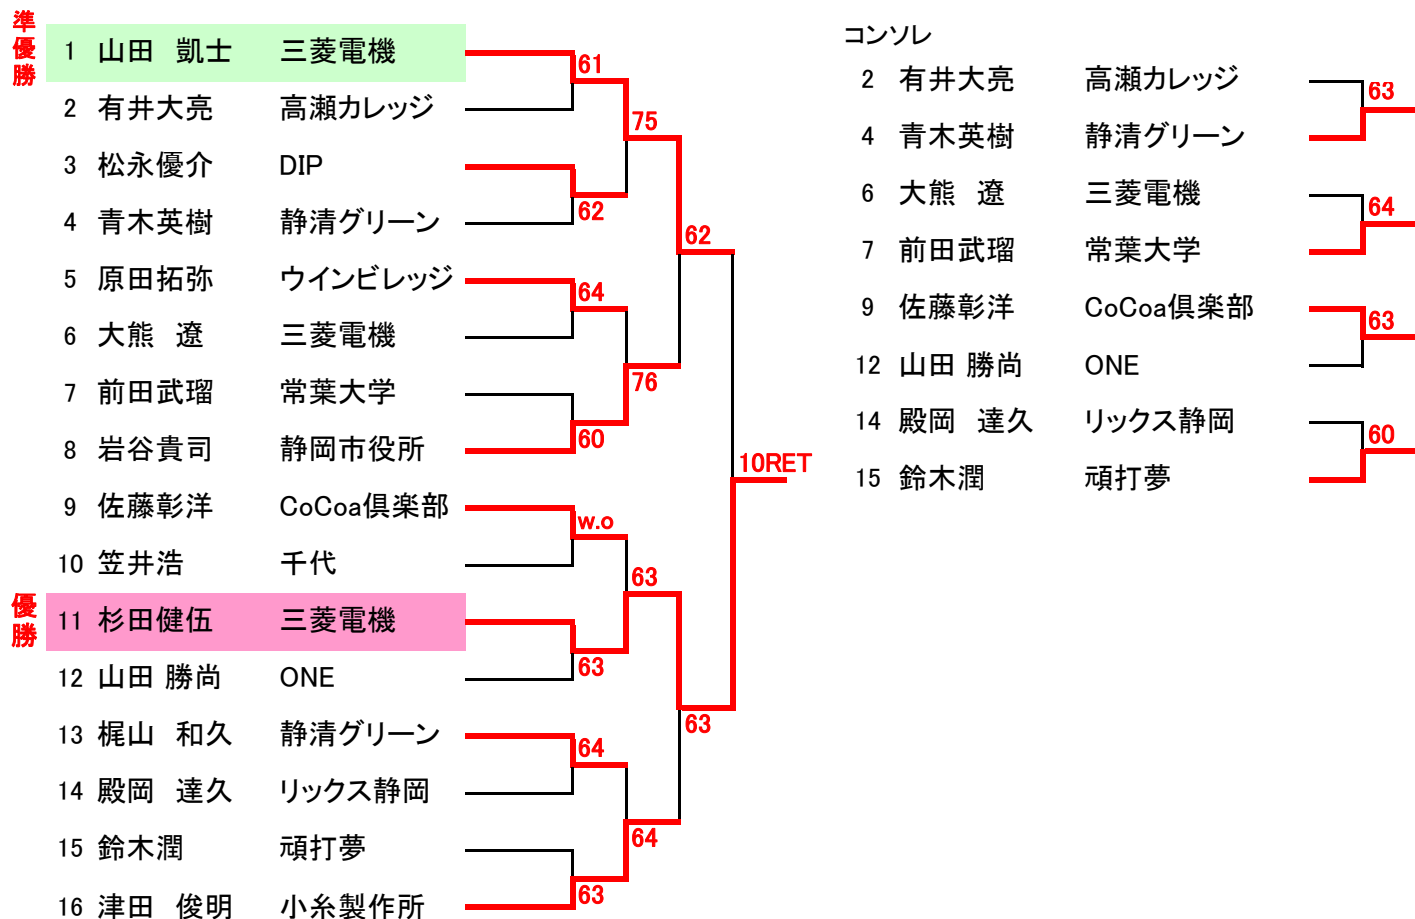 準優勝
1 山田　凱士 三菱電機
61
2 有井大亮 高瀬カレッジ
75
3 松永優介 DIP
62
4 青木英樹 静清グリーン
62
5 原田拓弥 ウインビレッジ
64
6 大熊　遼 三菱電機
76
7 前田武瑠 常葉大学
60
8 岩谷貴司 静岡市役所
10RET
9 佐藤彰洋 CoCoa倶楽部
w.o
10 笠井浩 千代
63
優勝
11 杉田健伍 三菱電機
63
12 山田 勝尚 ONE
63
13 梶山　和久 静清グリーン
64
14 殿岡　達久 リックス静岡
64
15 鈴木潤 頑打夢
63
16 津田　俊明 小糸製作所
コンソレ
2 有井大亮 高瀬カレッジ
63
4 青木英樹 静清グリーン
6 大熊　遼 三菱電機
64
7 前田武瑠 常葉大学
9 佐藤彰洋 CoCoa倶楽部
63
12 山田 勝尚 ONE
14 殿岡　達久 リックス静岡
60
15 鈴木潤 頑打夢